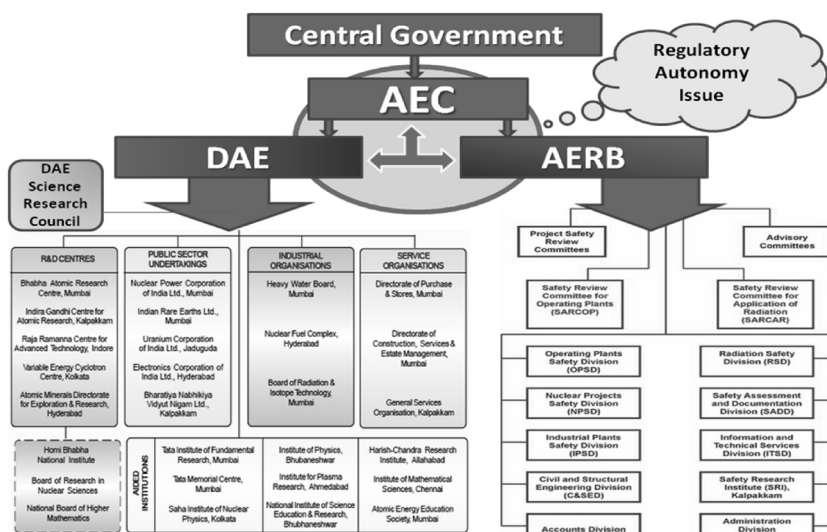 Central Government
Regulatory
Autonomy
Issue
AEC
DAE
AERB
DAE
Science
Research
Council
R&D CENTRES
Bhabha Atomic Research
Centre, Mumbai
Indira Gandhi Centre for
Atomic Research, Kalpakkam
Raja Ramanna Centre for
Advanced Technology, Indore
Variable Energy Cyclotron
Centre, Kolkata
Atomic Minerals Directorate
for Exploration & Research,
Hyderabad
PUBLIC SECTOR
UNDERTAKINGS
Nuclear Power Corporation
of India Ltd., Mumbai
Indian Rare Earths Ltd.,
Mumbai
Uranium Corporation
of India Ltd., Jaduguda
Electronics Corporation of
India Ltd., Hyderabad
Bharatiya Nabhikiya
Vidyut Nigam Ltd.,
Kalpakkam
INDUSTRIAL
ORGANISATIONS
Heavy Water Board,
Mumbai
Nuclear Fuel Complex,
Hyderabad
Board of Radiation &
Isotope Technology,
Mumbai
SERVICE
ORGANISATIONS
Directorate of Purchase
& Stores, Mumbai
Directorate of
Construction, Services &
Estate Management,
Mumbai
General Services
Organisation, Kalpakkam
Homi Bhabha
National Institute
Board of Research in
Nuclear Sciences
National Board of Higher
Mathematics
AIDED
INSTITUTIONS
Tata Institute of Fundamental
Research, Mumbai
Tata Memorial Centre,
Mumbai
Saha Institute of Nuclear
Physics, Kolkata
Institute of Physics,
Bhubaneshwar
Institute for Plasma
Research, Ahmedabad
National Institute of Science
Education & Research,
Bhubhaneshwar
Harish-Chandra Research
Institute, Allahabad
Institute of Mathematical
Sciences, Chennai
Atomic Energy Education
Society, Mumbai
Project Safety
Review
Committees
Advisory
Committees
Safety Review
Committee for
Operating Plants
(SARCOP)
Safety Review
Committee for
Application of
Radiation
(SARCAR)
Operating Plants
Safety Division
(OPSD)
Radiation Safety
Division (RSD)
Nuclear Projects
Safety Division
(NPSD)
Safety Assessment
and Documentation
Division (SADD)
Industrial Plants
Safety Division
(IPSD)
Information and
Technical Services
Division (ITSD)
Civil and Structural
Engineering Division
(C&SED)
Safety Research
Institute (SRI),
Kalpakkam
Accounts Division
Administration
Division